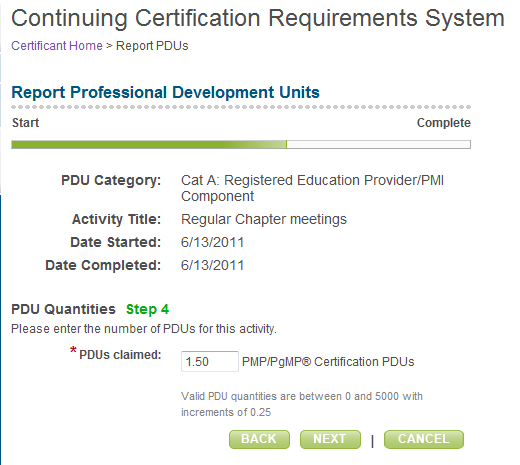 Continuing Certification Requirements System
Certificant Home > Report PDUs
Report Professional Development Units
Start Complete
PDU Category: Cat A: Registered Education Provider/PMI
Component
Activity Title: Regular Chapter meetings
Date Started: 6/13/2011
Date Completed: 6/13/2011
PDU Quantities Step 4
Please enter the number of PDUs for this activity.
*PDUs claimed: 1.50 PMP/PgMP® Certification PDUs
Valid PDU quantities are between 0 and 5000 with
increments of 0.25
BACK NEXT | CANCEL